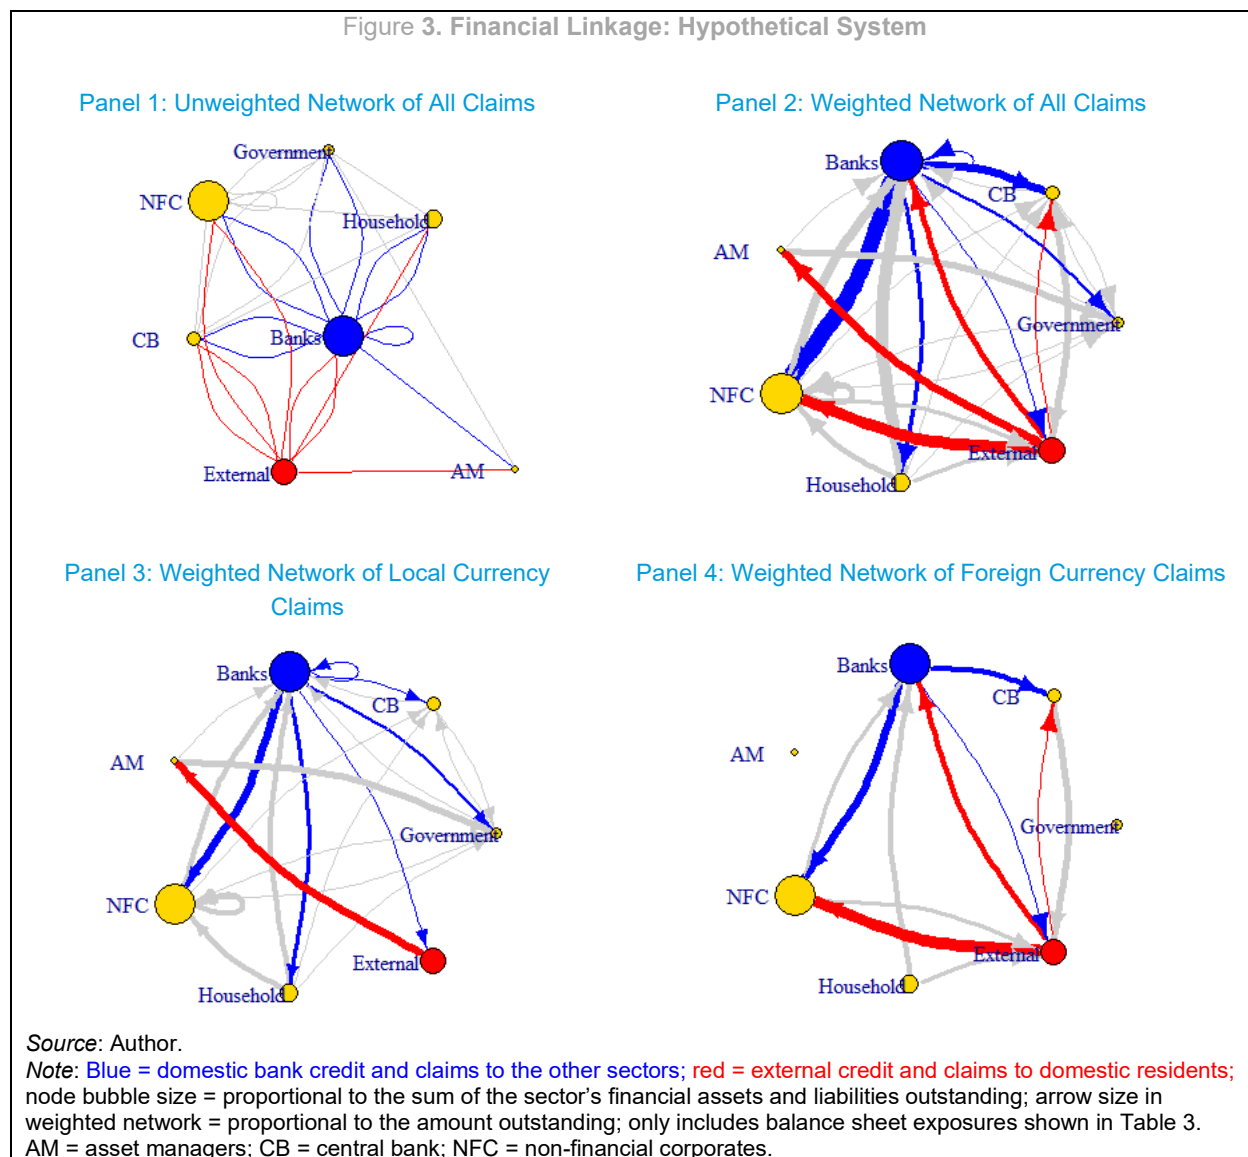 Figure 3. Financial Linkage: Hypothetical System
Panel 1: Unweighted Network of All Claims
Government
NFC
Household
CB
Banks
External
AM
Panel 2: Weighted Network of All Claims
Banks
CB
AM
Government
NFC
External
Household
Panel 3: Weighted Network of Local Currency
Claims
Banks
CB
AM
Government
NFC
External
Household
Panel 4: Weighted Network of Foreign Currency Claims
Banks
CB
AM
Government
NFC
External
Household
Source: Author.
Note: Blue = domestic bank credit and claims to the other sectors; red = external credit and claims to domestic residents;
node bubble size = proportional to the sum of the sector's financial assets and liabilities outstanding; arrow size in
weighted network = proportional to the amount outstanding; only includes balance sheet exposures shown in Table 3.
AM = asset managers; CB = central bank; NFC = non-financial corporates.